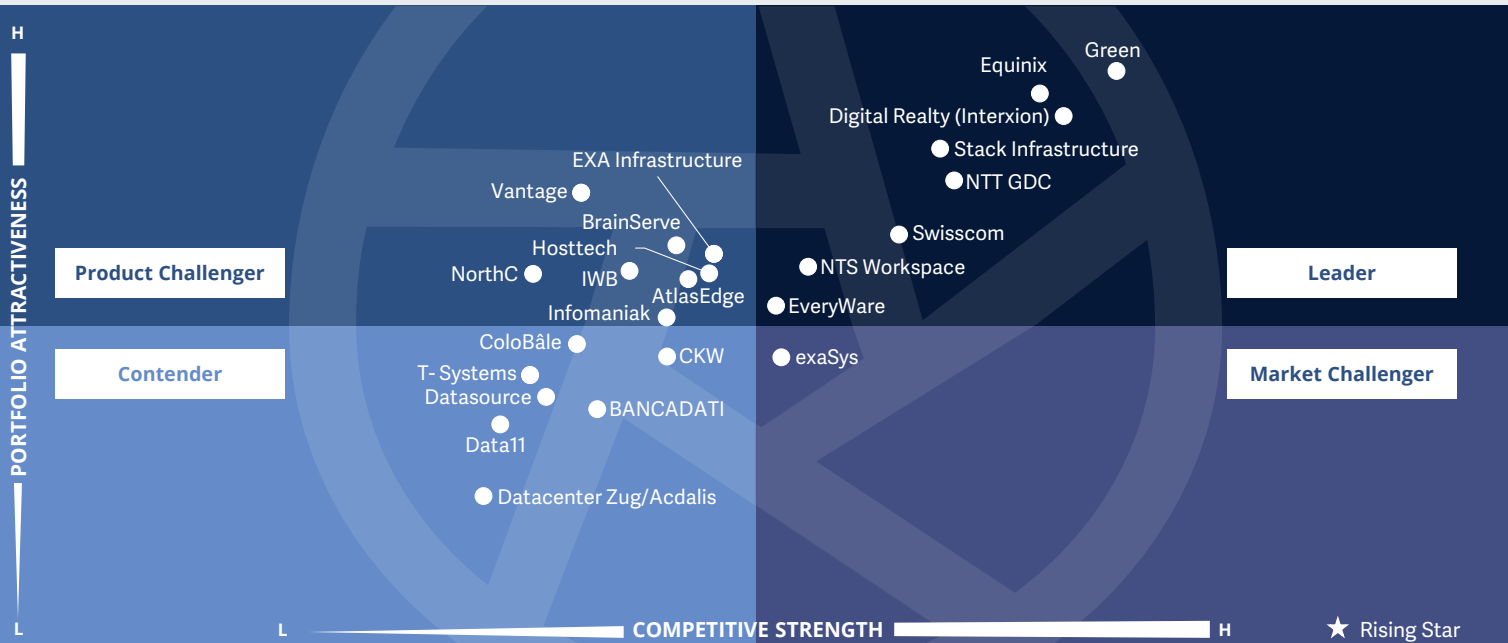 H
Green
Equinix
Digital Realty (Interxion)
Stack Infrastructure
EXA Infrastructure
NTT GDC
Vantage
BrainServe
Swisscom
Hosttech
NTS Workspace
NorthC
IWB
Product Challenger
Leader
AtlasEdge
EveryWare
Infomaniak
PORTFOLIO ATTRACTIVENESS
ColoBâle
CKW
exaSys
Contender
T- Systems
Market Challenger
Datasource
BANCADATI
Data11
Datacenter Zug/Acdalis
L
L
COMPETITIVE STRENGTH
H
Rising Star